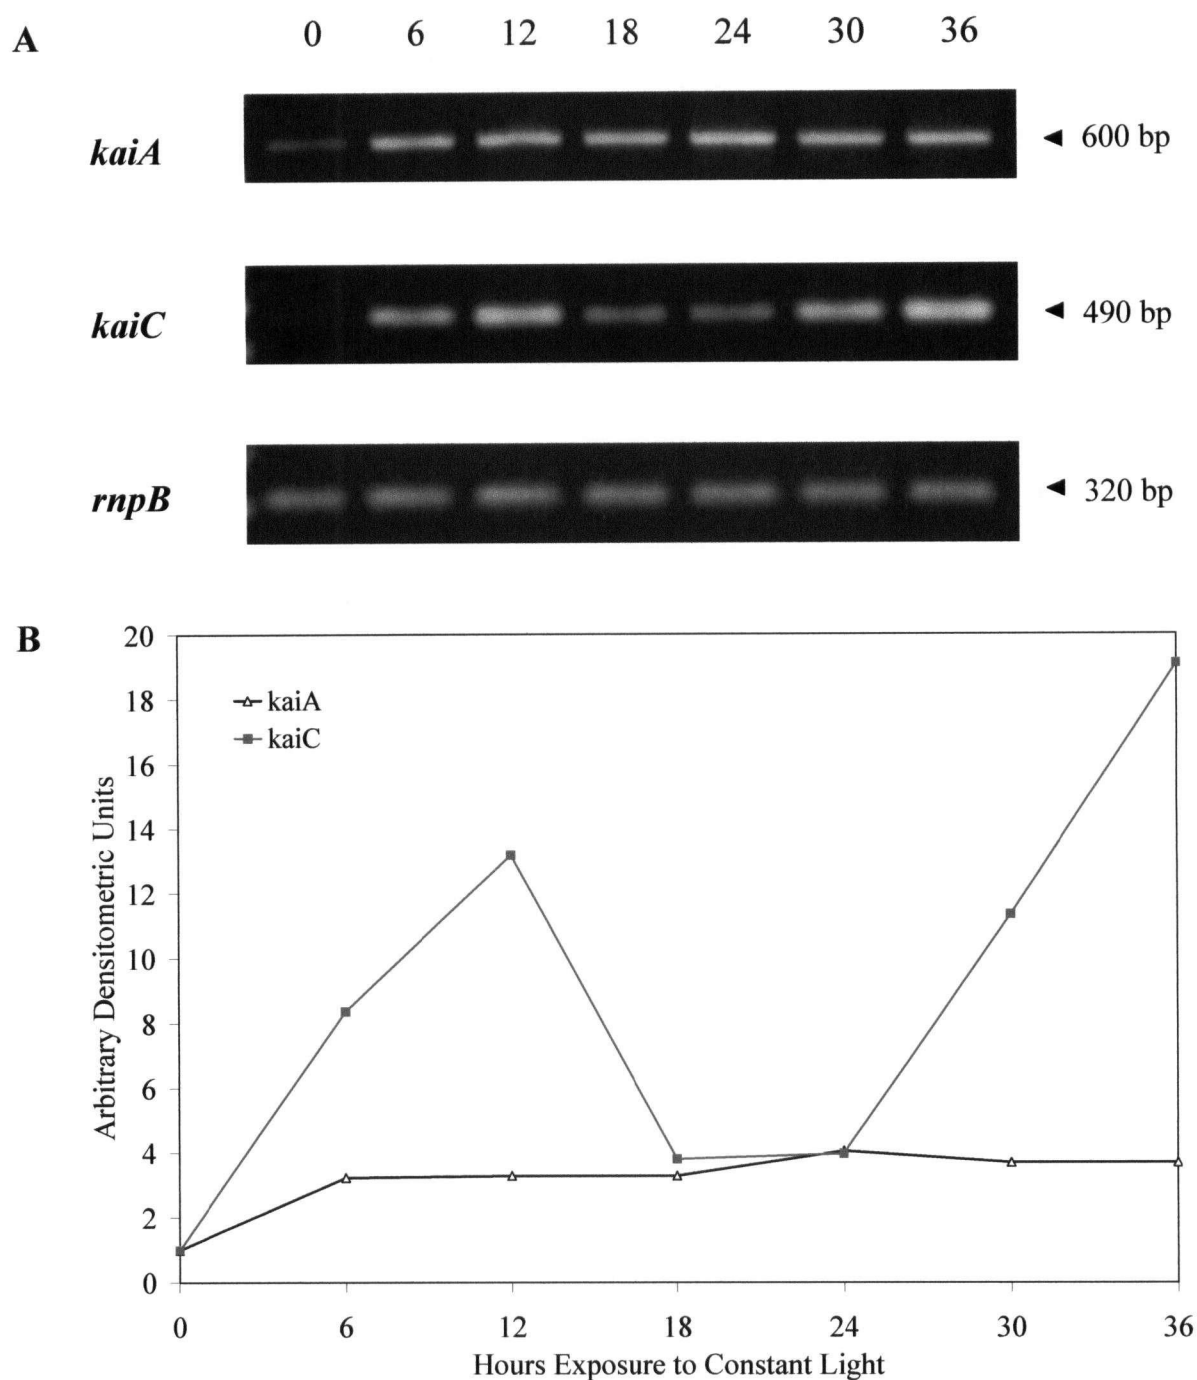 A
0 6 12 18 24 30 36
kaiA
600 bp
kaiC
490 bp
rnpB
320 bp
B
20
18
16
14
12
10
8
6
4
2
0
kaiA
kaiC
Arbitrary Densitometric Units
0 6 12 18 24 30 36
Hours Exposure to Constant Light